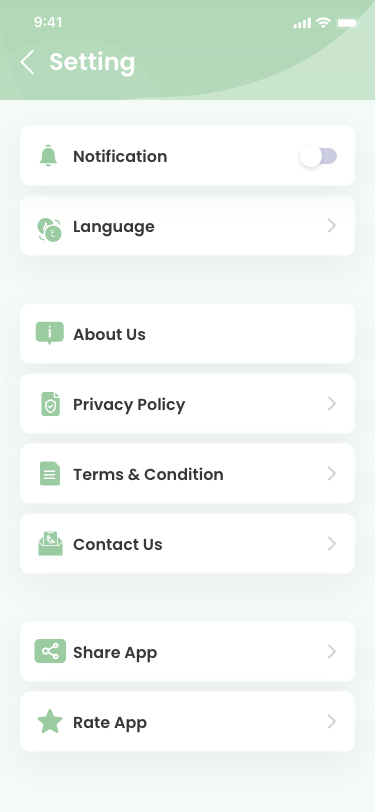 9:41
Setting
Notification
Language
About Us
Privacy Policy
Terms & Condition
Contact Us
Share App
Rate App